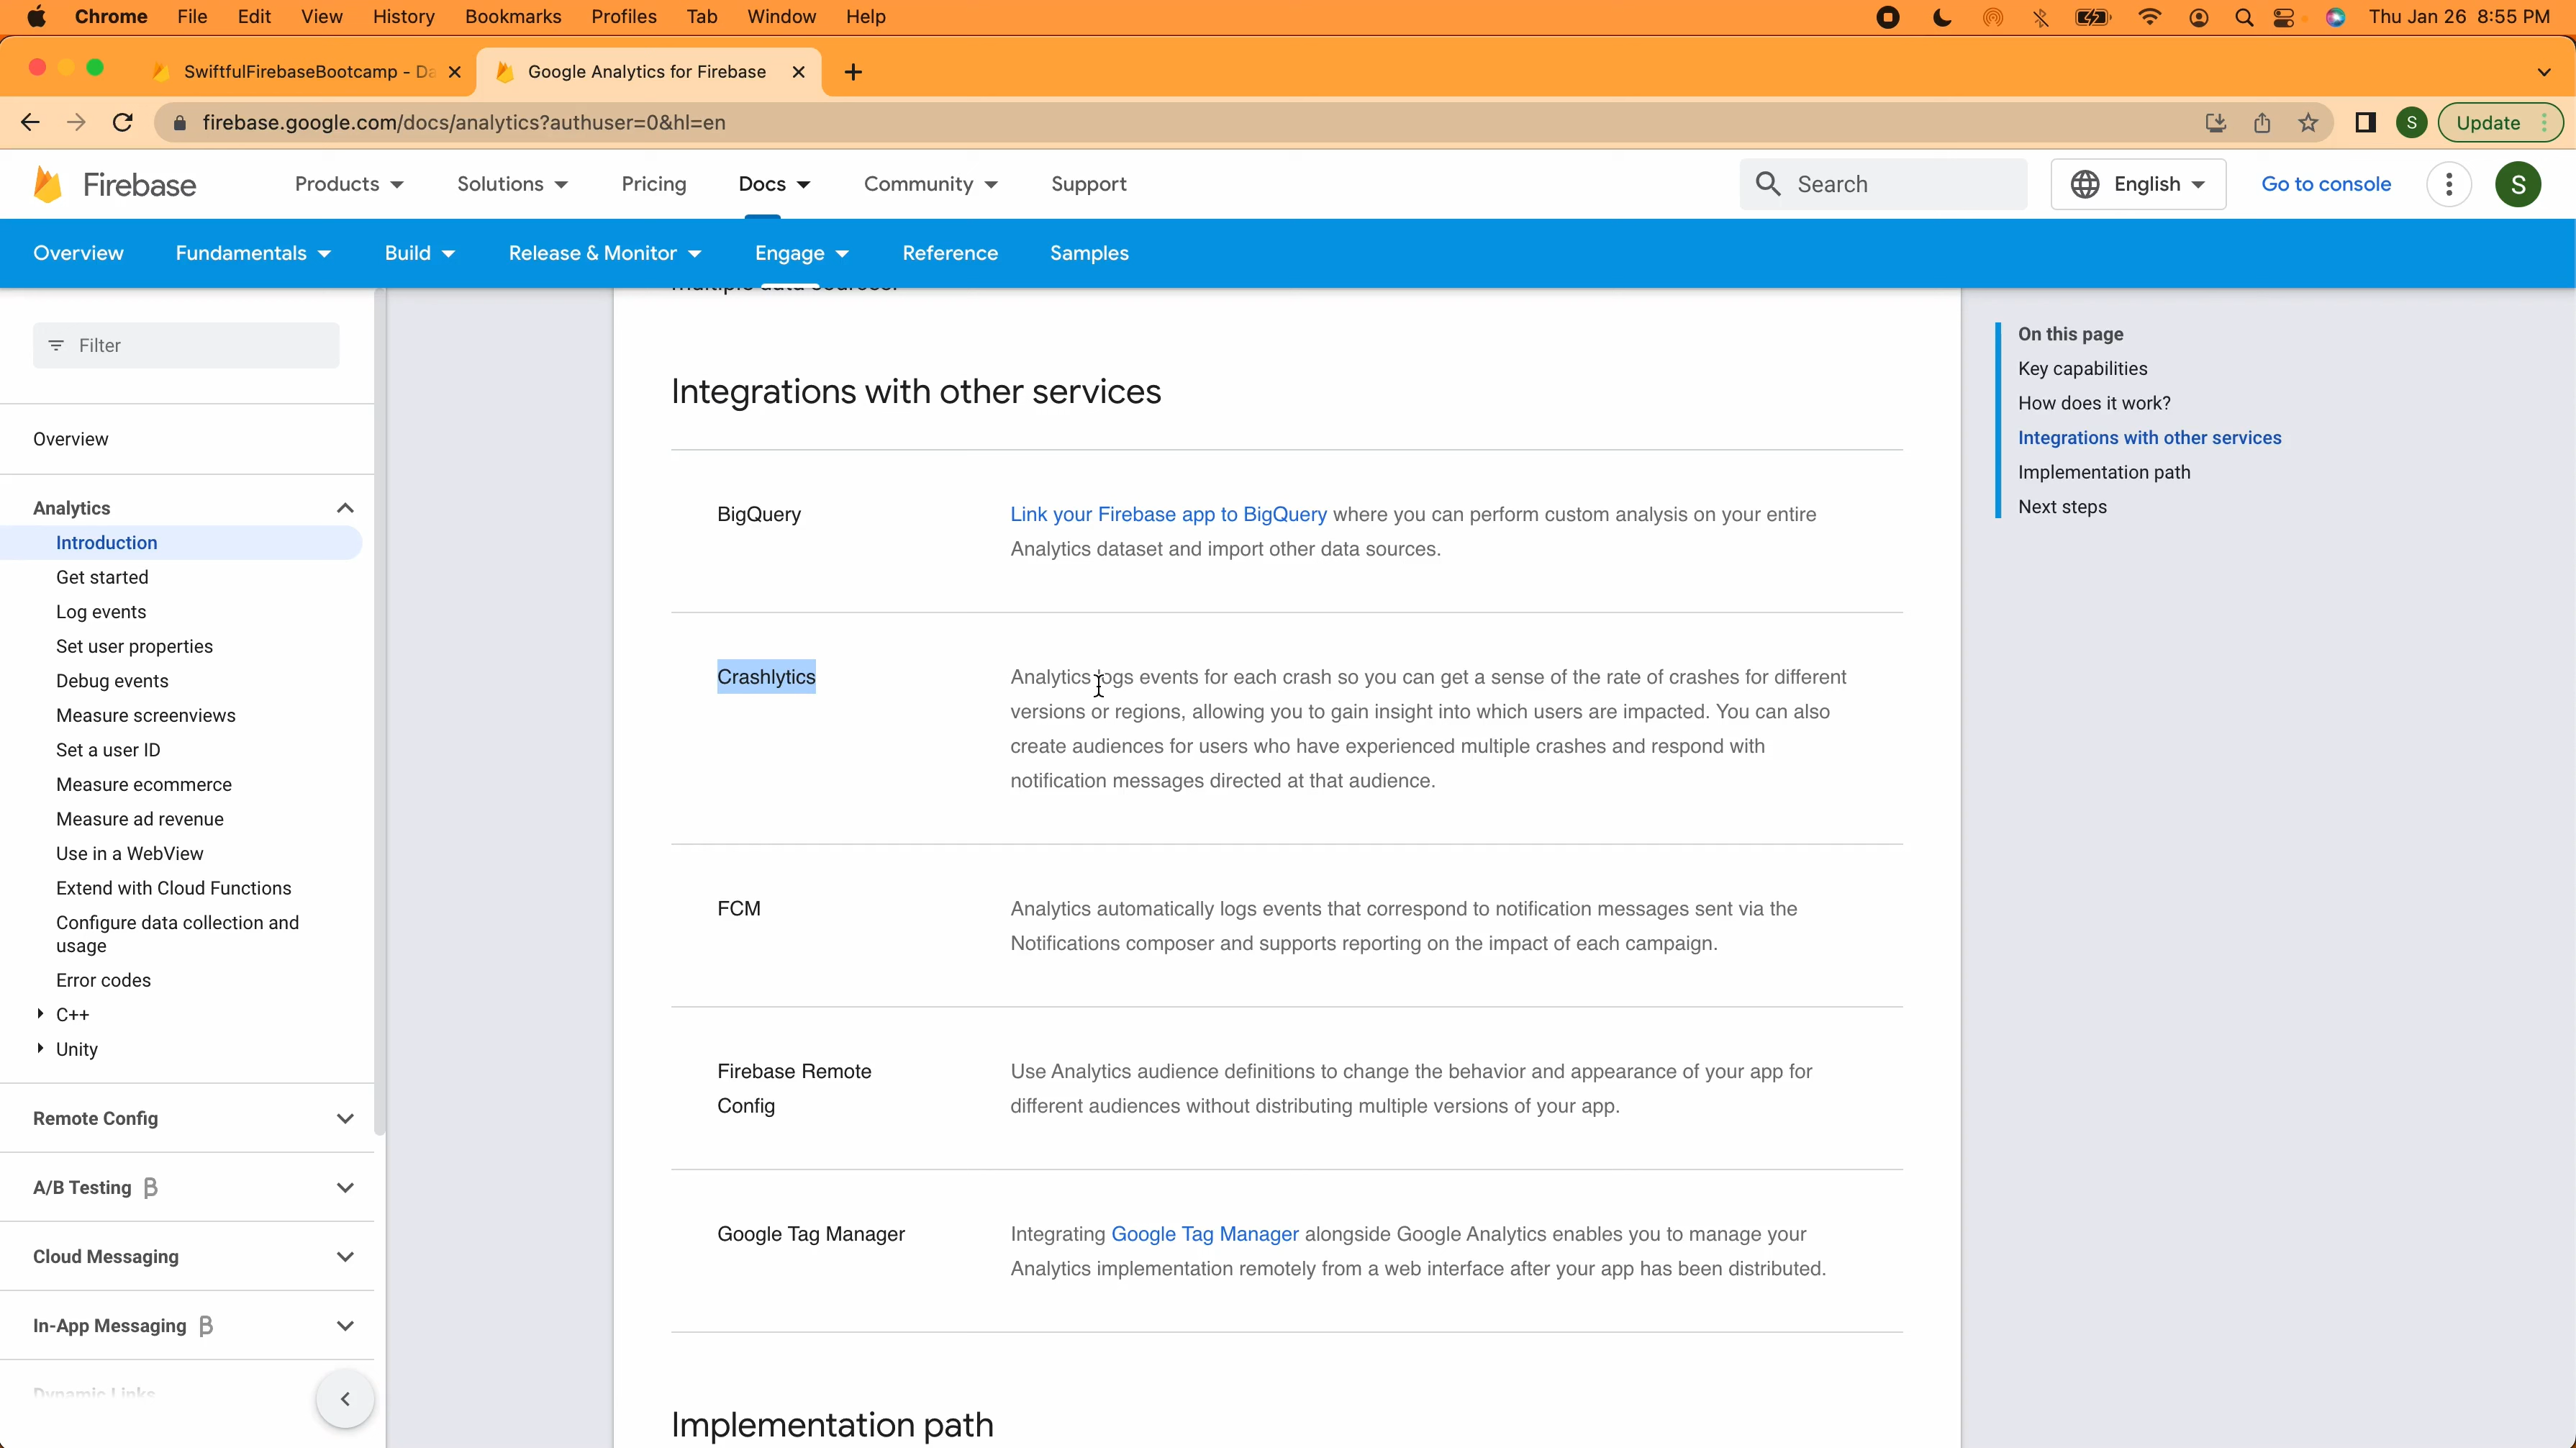 Chrome File Edit View History Bookmarks Profiles Tab Window Help Thu Jan 26 8:55 PM
SwiftfulFirebaseBootcamp - Da Google Analytics for Firebase
firebase.google.com/docs/analytics?authuser=0&hl=en S Update
Firebase Products Solutions Pricing Docs Community Support Search English Go to console S
Overview Fundamentals Build Release & Monitor Engage Reference Samples
multiple data sources.
Filter
Overview
Analytics
Introduction
Get started
Log events
Set user properties
Debug events
Measure screenviews
Set a user ID
Measure ecommerce
Measure ad revenue
Use in a WebView
Extend with Cloud Functions
Configure data collection and
usage
Error codes
C++
Unity
Remote Config
A/B Testing β
Cloud Messaging
In-App Messaging β
Dynamic Links
Integrations with other services
BigQuery
Link your Firebase app to BigQuery where you can perform custom analysis on your entire
Analytics dataset and import other data sources.
Crashlytics
Analytics logs events for each crash so you can get a sense of the rate of crashes for different
versions or regions, allowing you to gain insight into which users are impacted. You can also
create audiences for users who have experienced multiple crashes and respond with
notification messages directed at that audience.
FCM
Analytics automatically logs events that correspond to notification messages sent via the
Notifications composer and supports reporting on the impact of each campaign.
Firebase Remote
Config
Use Analytics audience definitions to change the behavior and appearance of your app for
different audiences without distributing multiple versions of your app.
Google Tag Manager
Integrating Google Tag Manager alongside Google Analytics enables you to manage your
Analytics implementation remotely from a web interface after your app has been distributed.
Implementation path
On this page
Key capabilities
How does it work?
Integrations with other services
Implementation path
Next steps